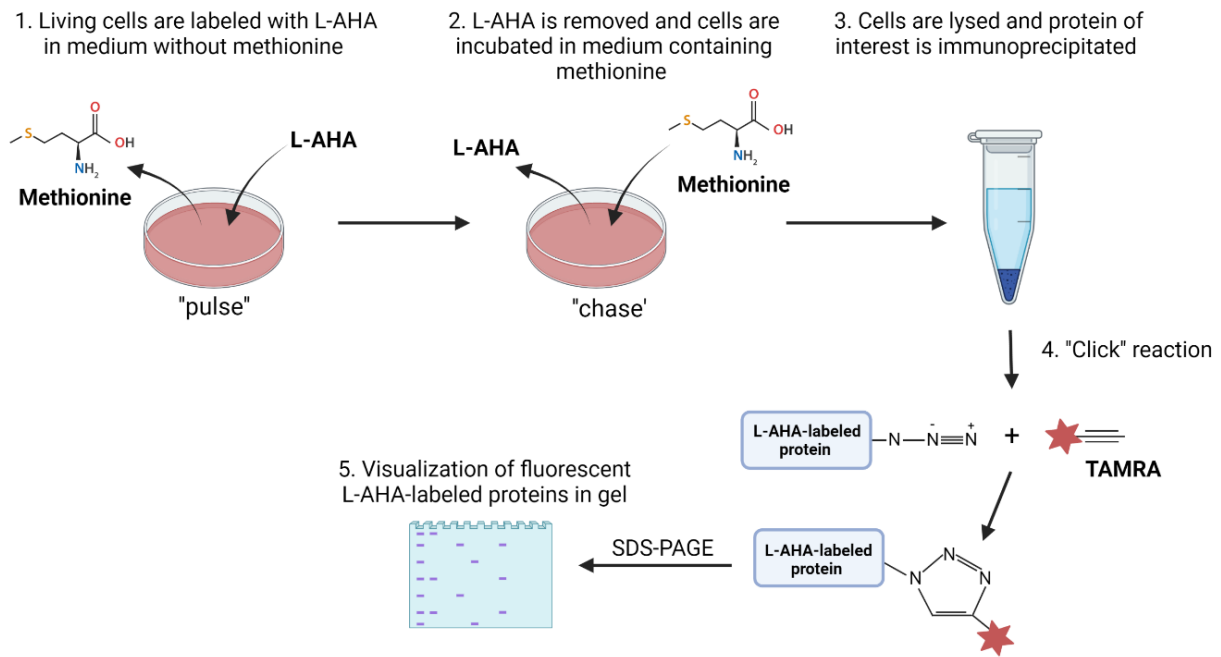 1. Living cells are labeled with L-AHA
in medium without methionine
2. L-AHA is removed and cells are
incubated in medium containing
methionine
3. Cells are lysed and protein of
interest is immunoprecipitated
S
O
OH
NH2
Methionine
L-AHA
"pulse"
L-AHA
S
O
OH
NH2
Methionine
"chase'
4. "Click" reaction
L-AHA-labeled
protein
N—N≡N
- +
+
TAMRA
5. Visualization of fluorescent
L-AHA-labeled proteins in gel
SDS-PAGE
L-AHA-labeled
protein
N
N
N